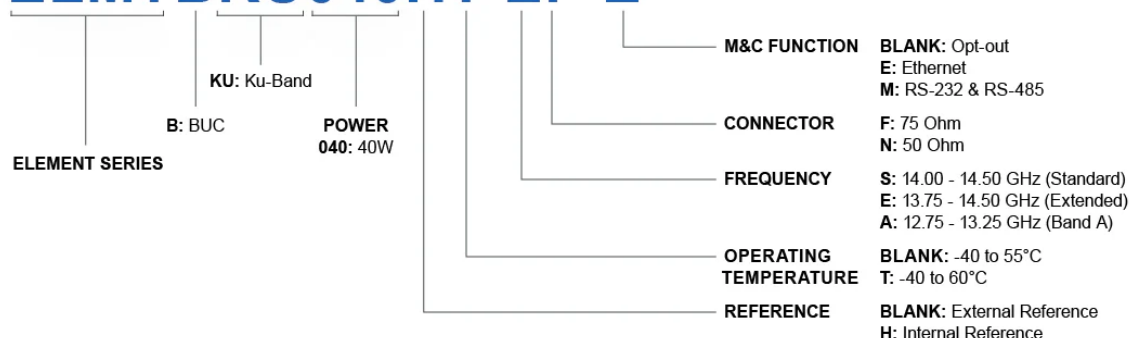 M&C FUNCTION BLANK: Opt-out
E: Ethernet
M: RS-232 & RS-485
KU: Ku-Band
B: BUC
POWER
040: 40W
CONNECTOR F: 75 Ohm
N: 50 Ohm
ELEMENT SERIES
FREQUENCY S: 14.00 - 14.50 GHz (Standard)
E: 13.75 - 14.50 GHz (Extended)
A: 12.75 - 13.25 GHz (Band A)
OPERATING TEMPERATURE BLANK: -40 to 55°C
T: -40 to 60°C
REFERENCE BLANK: External Reference
H: Internal Reference